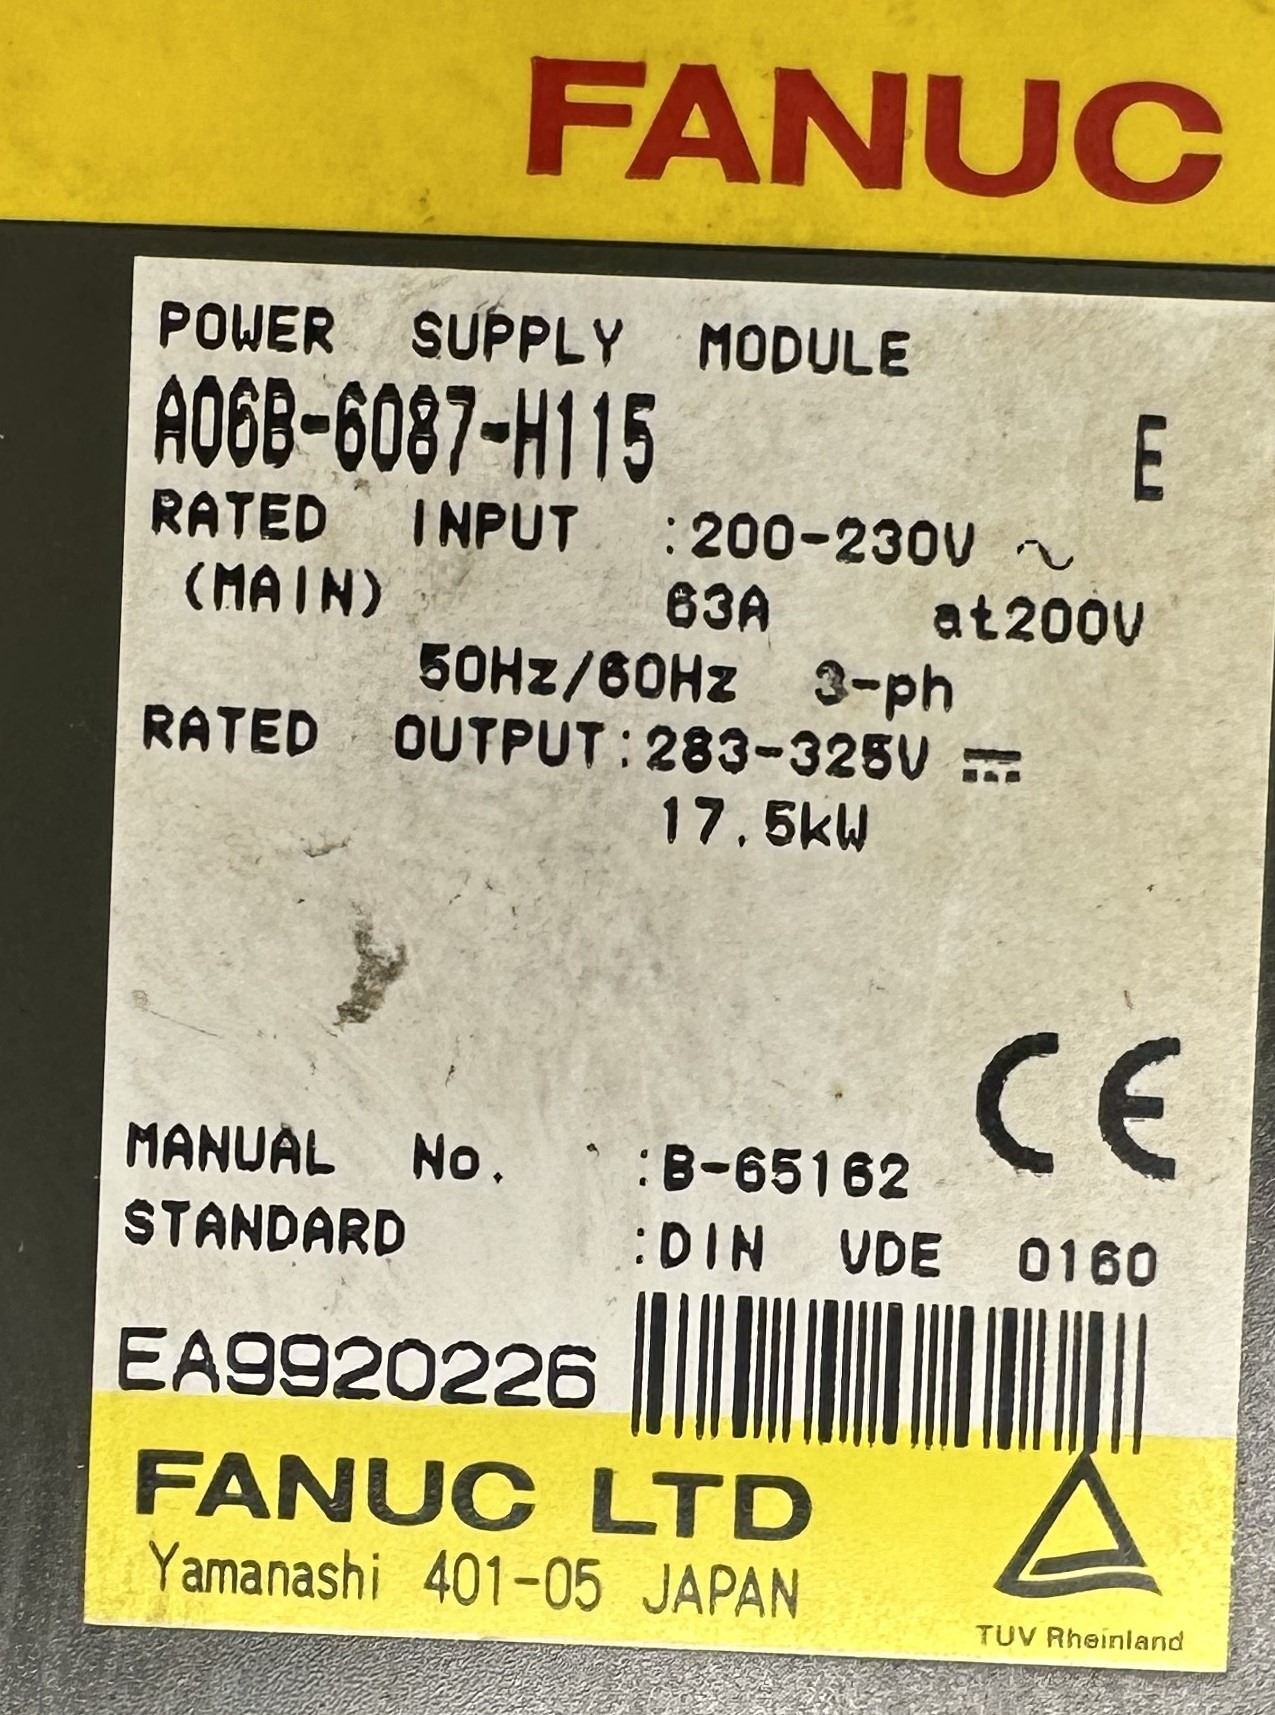 FANUC
POWER SUPPLY MODULE
A06B-6087-H115 E
RATED INPUT :200-230V ~
(MAIN) 63A at200V
50Hz/60Hz 3-ph
RATED OUTPUT:283-325V ⎓
17.5kW
CE
MANUAL No. :B-65162
STANDARD :DIN VDE 0160
EA9920226
FANUC LTD
Yamanashi 401-05 JAPAN
TUV Rheinland